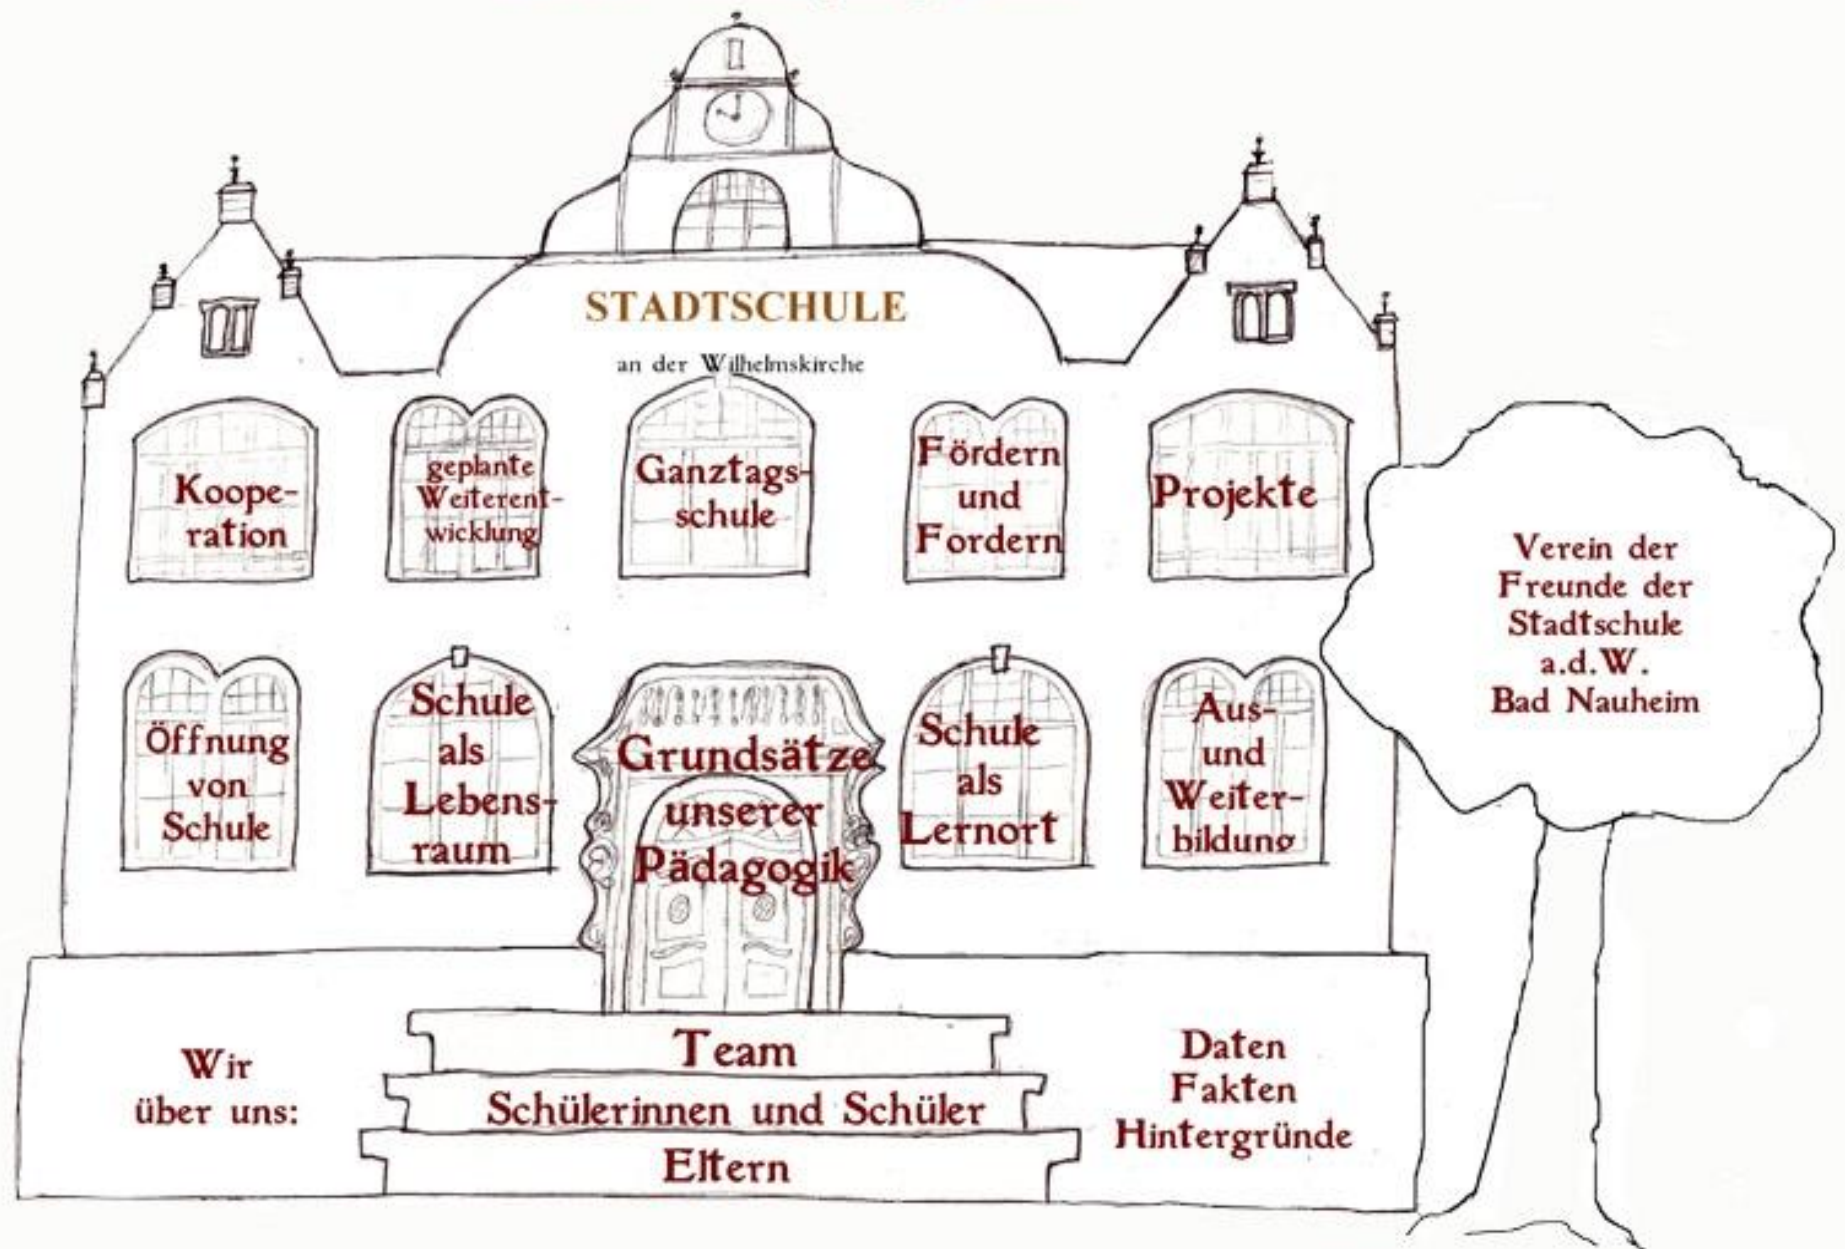 STADTSCHULE
an der Wilhelmskirche
Koope-
ration
geplante
Weiterent-
wicklung
Ganztags-
schule
Fördern
und
Fordern
Projekte
Verein der
Freunde der
Stadtschule
a.d.W.
Bad Nauheim
Öffnung
von
Schule
Schule
als
Lebens-
raum
Grundsätze
unserer
Pädagogik
Schule
als
Lernort
Aus-
und
Weiter-
bildung
Wir
über uns:
Team
Schülerinnen und Schüler
Eltern
Daten
Fakten
Hintergründe